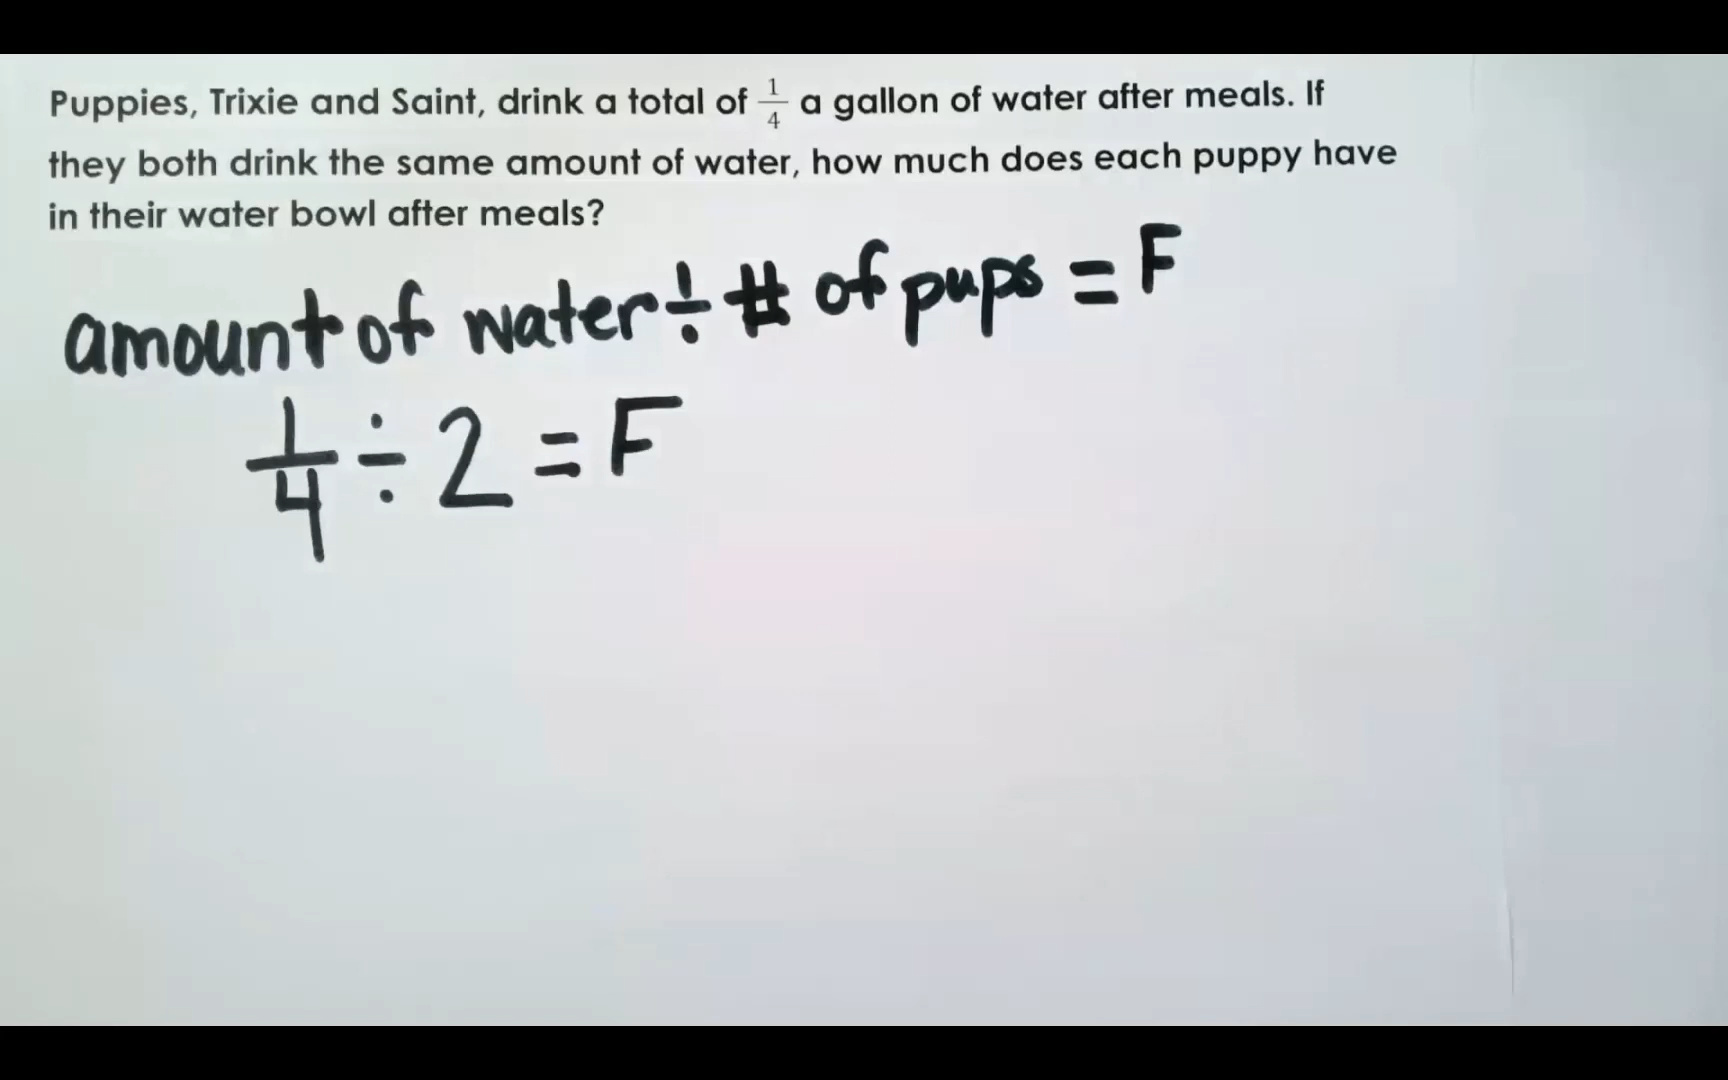 Puppies, Trixie and Saint, drink a total of 1/4 a gallon of water after meals. If
they both drink the same amount of water, how much does each puppy have
in their water bowl after meals?
amount of water ÷ # of pups = F
1/4 ÷ 2 = F